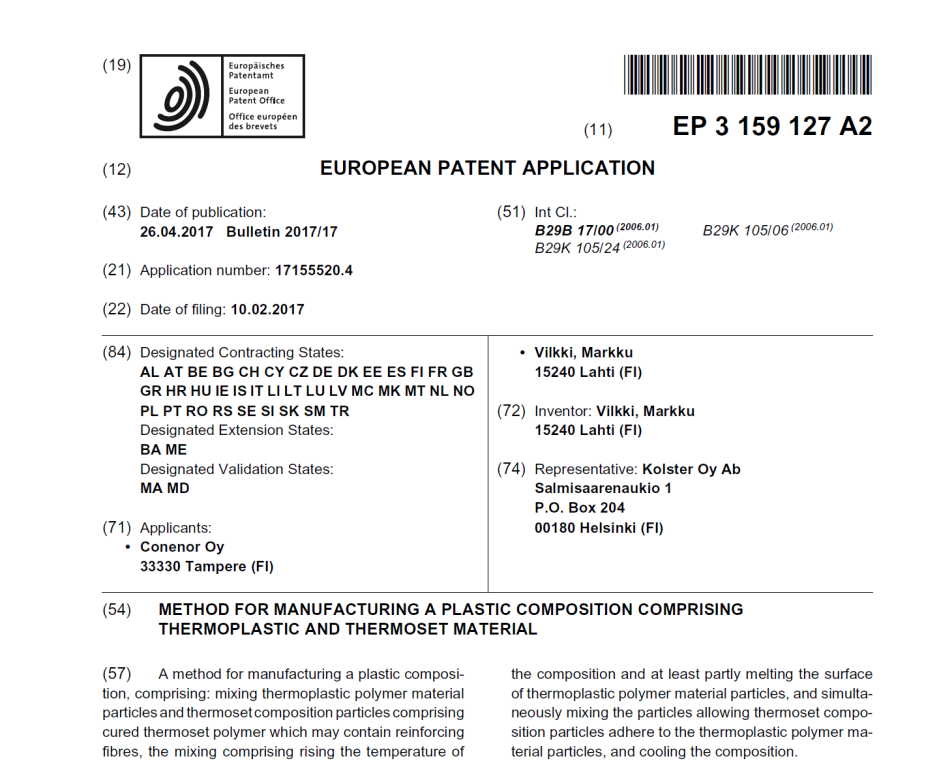 (19)
Europäisches
Patentamt
European
Patent Office
Office européen
des brevets
(11) EP 3 159 127 A2
(12) EUROPEAN PATENT APPLICATION
(43) Date of publication:
26.04.2017 Bulletin 2017/17
(21) Application number: 17155520.4
(22) Date of filing: 10.02.2017
(51) Int Cl.:
B29B 17/00 (2006.01) B29K 105/06 (2006.01)
B29K 105/24 (2006.01)
(84) Designated Contracting States:
AL AT BE BG CH CY CZ DE DK EE ES FI FR GB
GR HR HU IE IS IT LI LT LU LV MC MK MT NL NO
PL PT RO RS SE SI SK SM TR
Designated Extension States:
BA ME
Designated Validation States:
MA MD
(71) Applicants:
• Conenor Oy
33330 Tampere (FI)
• Vilkki, Markku
15240 Lahti (FI)
(72) Inventor: Vilkki, Markku
15240 Lahti (FI)
(74) Representative: Kolster Oy Ab
Salmisaarenaukio 1
P.O. Box 204
00180 Helsinki (FI)
(54) METHOD FOR MANUFACTURING A PLASTIC COMPOSITION COMPRISING
THERMOPLASTIC AND THERMOSET MATERIAL
(57) A method for manufacturing a plastic composi-
tion, comprising: mixing thermoplastic polymer material
particles and thermoset composition particles comprising
cured thermoset polymer which may contain reinforcing
fibres, the mixing comprising rising the temperature of
the composition and at least partly melting the surface
of thermoplastic polymer material particles, and simulta-
neously mixing the particles allowing thermoset compo-
sition particles adhere to the thermoplastic polymer ma-
terial particles, and cooling the composition.